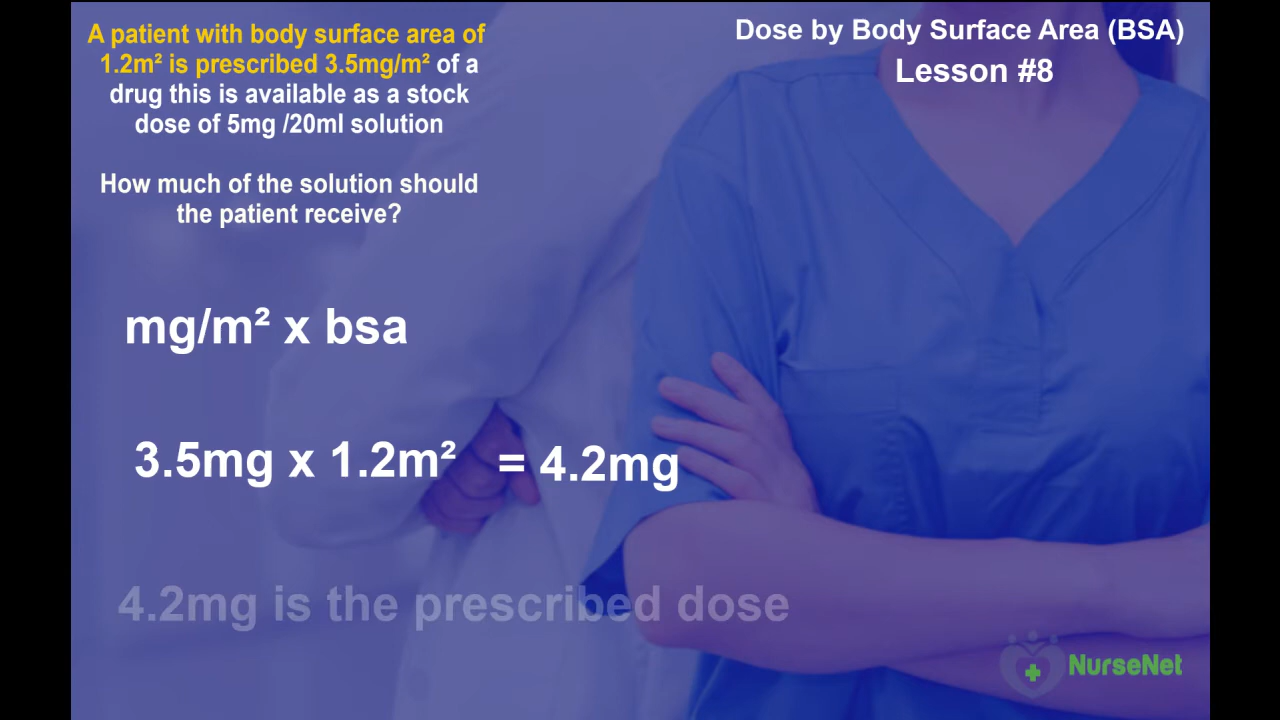 A patient with body surface area of
1.2m² is prescribed 3.5mg/m² of a
drug this is available as a stock
dose of 5mg /20ml solution
How much of the solution should
the patient receive?
Dose by Body Surface Area (BSA)
Lesson #8
mg/m² x bsa
3.5mg x 1.2m² = 4.2mg
4.2mg is the prescribed dose
NurseNet